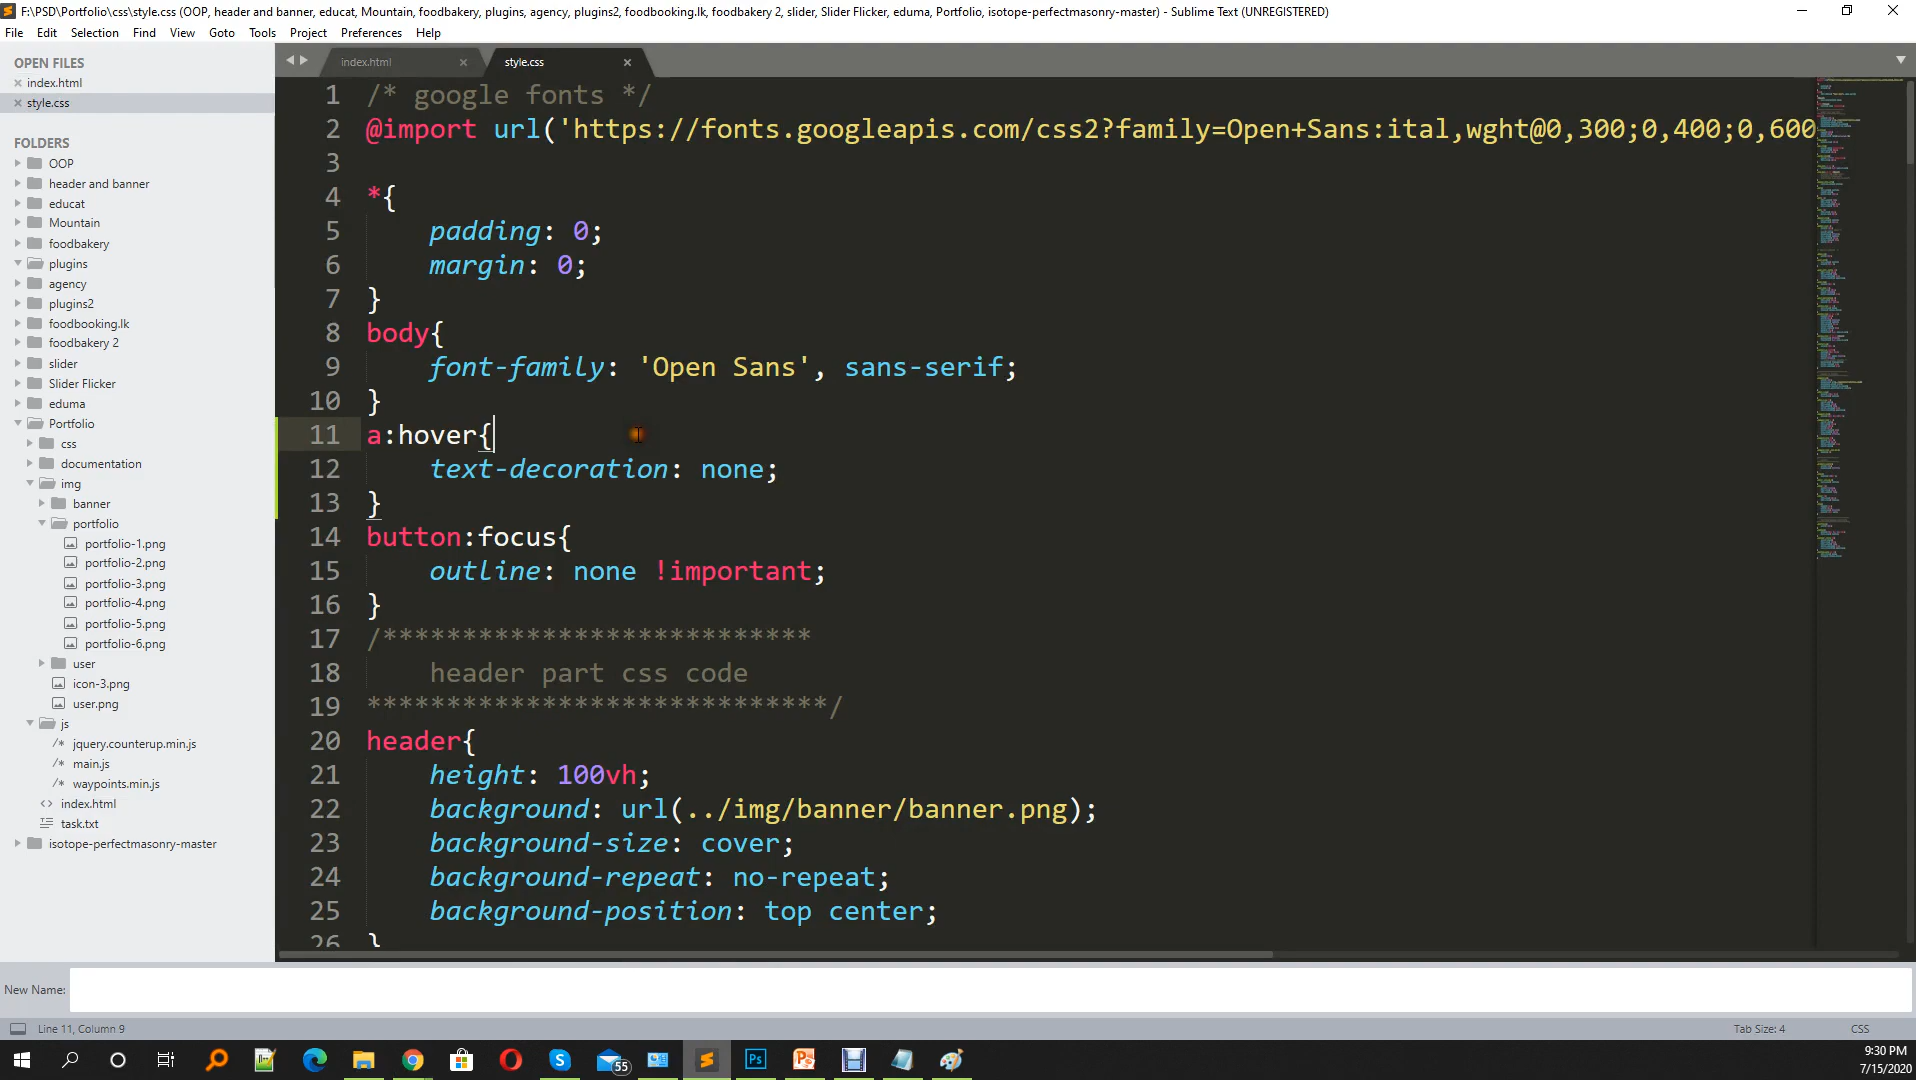 F:\PSD\Portfolio\css\style.css (OOP, header and banner, educat, Mountain, foodbakery, plugins, agency, plugins2, foodbooking.lk, foodbakery 2, slider, Slider Flicker, eduma, Portfolio, isotope-perfectmasonry-master) - Sublime Text (UNREGISTERED)
File Edit Selection Find View Goto Tools Project Preferences Help
OPEN FILES
index.html
style.css
FOLDERS
OOP
header and banner
educat
Mountain
foodbakery
plugins
agency
plugins2
foodbooking.lk
foodbakery 2
slider
Slider Flicker
eduma
Portfolio
css
documentation
img
banner
portfolio
portfolio-1.png
portfolio-2.png
portfolio-3.png
portfolio-4.png
portfolio-5.png
portfolio-6.png
user
icon-3.png
user.png
js
/* jquery.counterup.min.js
/* main.js
/* waypoints.min.js
<> index.html
task.txt
isotope-perfectmasonry-master
index.html style.css
1 /* google fonts */
2 @import url('https://fonts.googleapis.com/css2?family=Open+Sans:ital,wght@0,300;0,400;0,600
3
4 *{
5 padding: 0;
6 margin: 0;
7 }
8 body{
9 font-family: 'Open Sans', sans-serif;
10 }
11 a:hover{
12 text-decoration: none;
13 }
14 button:focus{
15 outline: none !important;
16 }
17 /***************************
18 header part css code
19 *****************************/
20 header{
21 height: 100vh;
22 background: url(../img/banner/banner.png);
23 background-size: cover;
24 background-repeat: no-repeat;
25 background-position: top center;
26 }
New Name:
Line 11, Column 9 Tab Size: 4 CSS
55
9:30 PM
7/15/2020